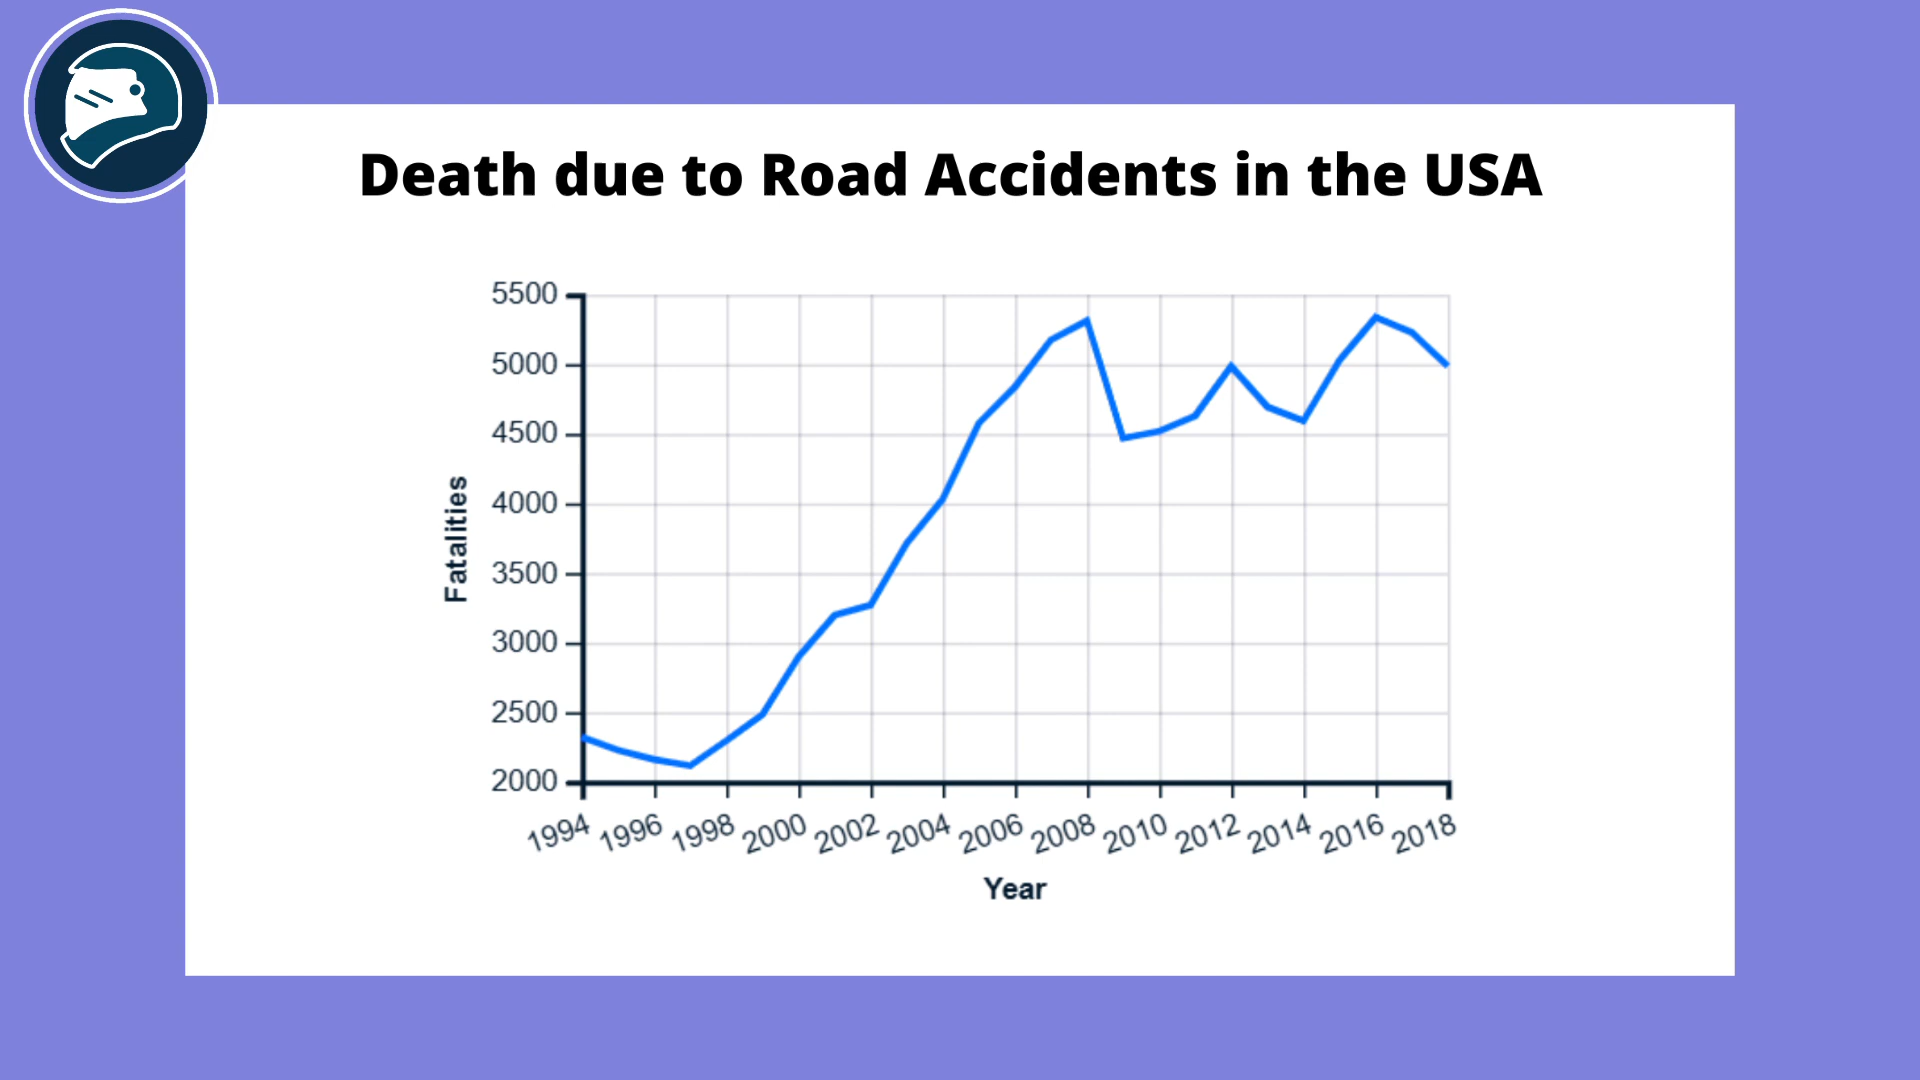 Death due to Road Accidents in the USA
5500
5000
4500
4000
3500
3000
2500
2000
Fatalities
1994 1996 1998 2000 2002 2004 2006 2008 2010 2012 2014 2016 2018
Year